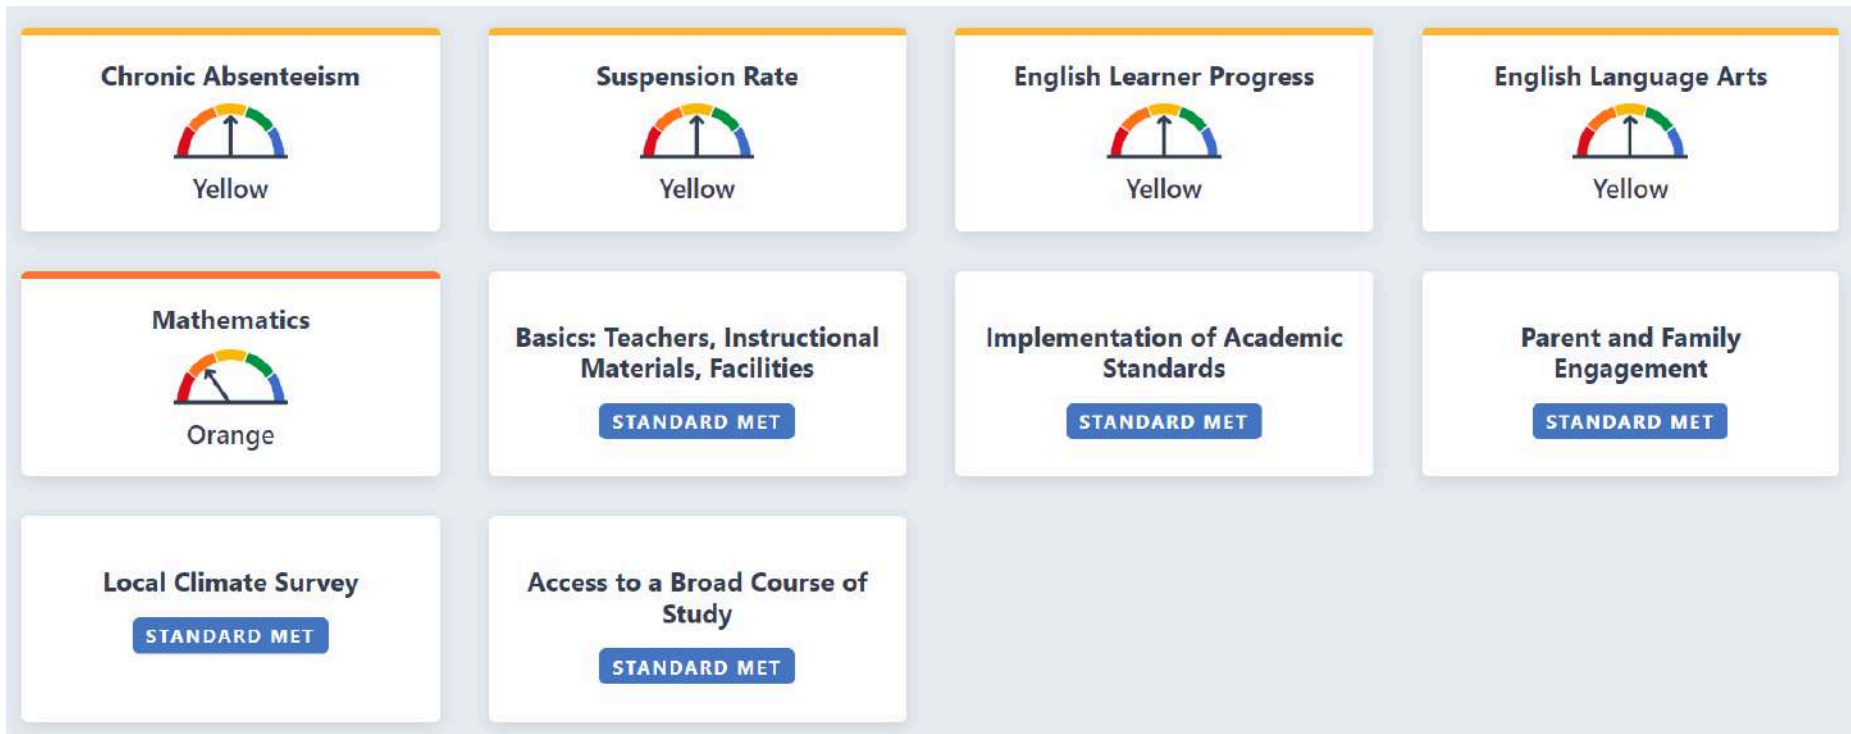 Chronic Absenteeism
Yellow
Suspension Rate
Yellow
English Learner Progress
Yellow
English Language Arts
Yellow
Mathematics
Orange
Basics: Teachers, Instructional
Materials, Facilities
STANDARD MET
Implementation of Academic
Standards
STANDARD MET
Parent and Family
Engagement
STANDARD MET
Local Climate Survey
STANDARD MET
Access to a Broad Course of
Study
STANDARD MET